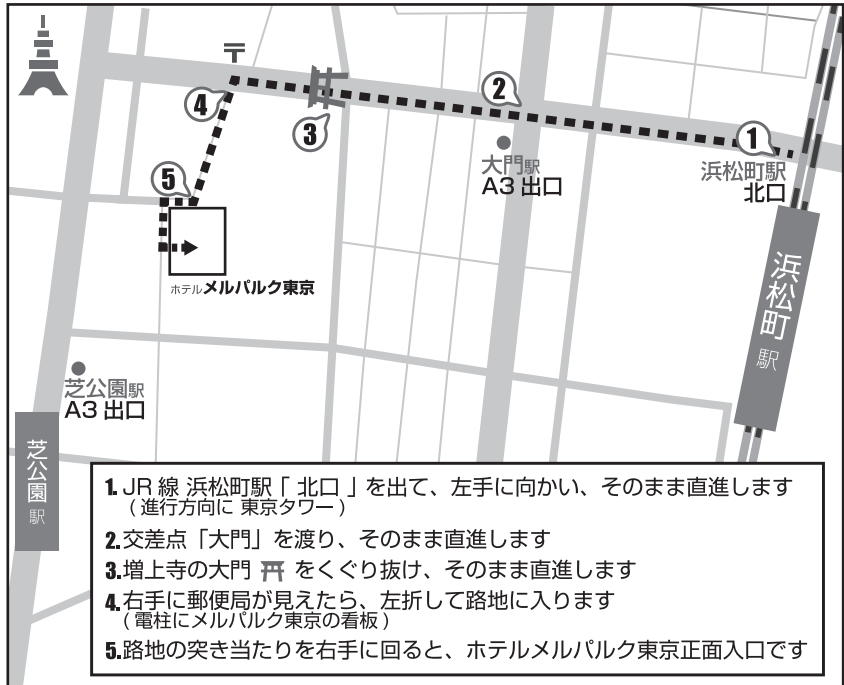 〒
4
3
2
1
5
大門駅
A3 出口
浜松町駅
北口
ホテルメルパルク東京
浜松町駅
芝公園駅
A3 出口
芝公園駅
1. JR 線 浜松町駅「 北口 」を出て、左手に向かい、そのまま直進します
( 進行方向に 東京タワー )
2. 交差点「大門」を渡り、そのまま直進します
3. 増上寺の大門 をくぐり抜け、そのまま直進します
4. 右手に郵便局が見えたら、左折して路地に入ります
( 電柱にメルパルク東京の看板 )
5. 路地の突き当たりを右手に回ると、ホテルメルパルク東京正面入口です